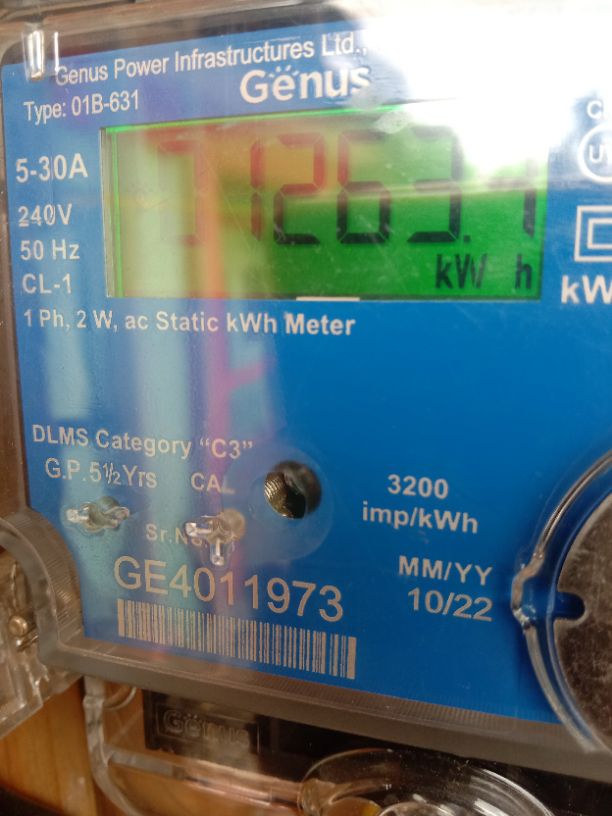 Genus Power Infrastructures Ltd.,
Genus
Type: 01B-631
5-30A
240V
50 Hz
CL-1
kW h
1 Ph, 2 W, ac Static kWh Meter
DLMS Category "C3"
G.P. 5½ Yrs
CAL
3200
imp/kWh
Sr.No.
GE4011973
MM/YY
10/22
Genus